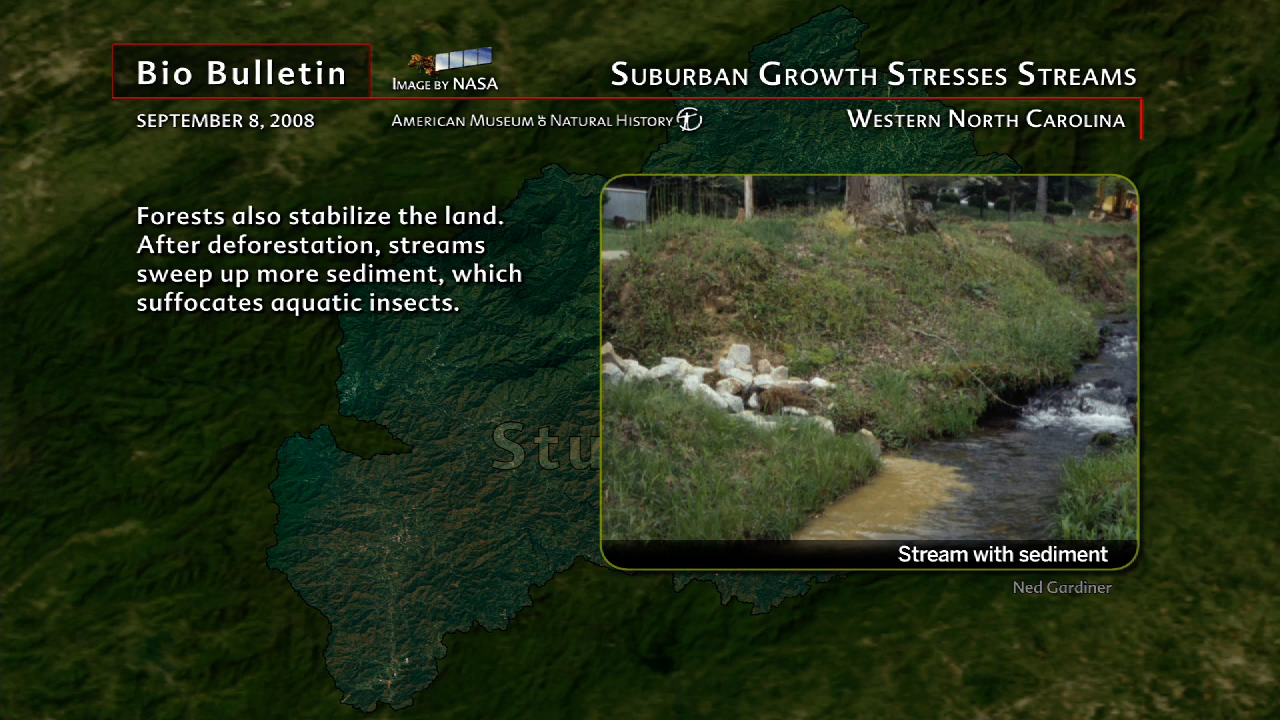 Bio Bulletin
IMAGE BY NASA
SUBURBAN GROWTH STRESSES STREAMS
SEPTEMBER 8, 2008
AMERICAN MUSEUM & NATURAL HISTORY
WESTERN NORTH CAROLINA
Forests also stabilize the land.
After deforestation, streams
sweep up more sediment, which
suffocates aquatic insects.
Stu
Stream with sediment
Ned Gardiner